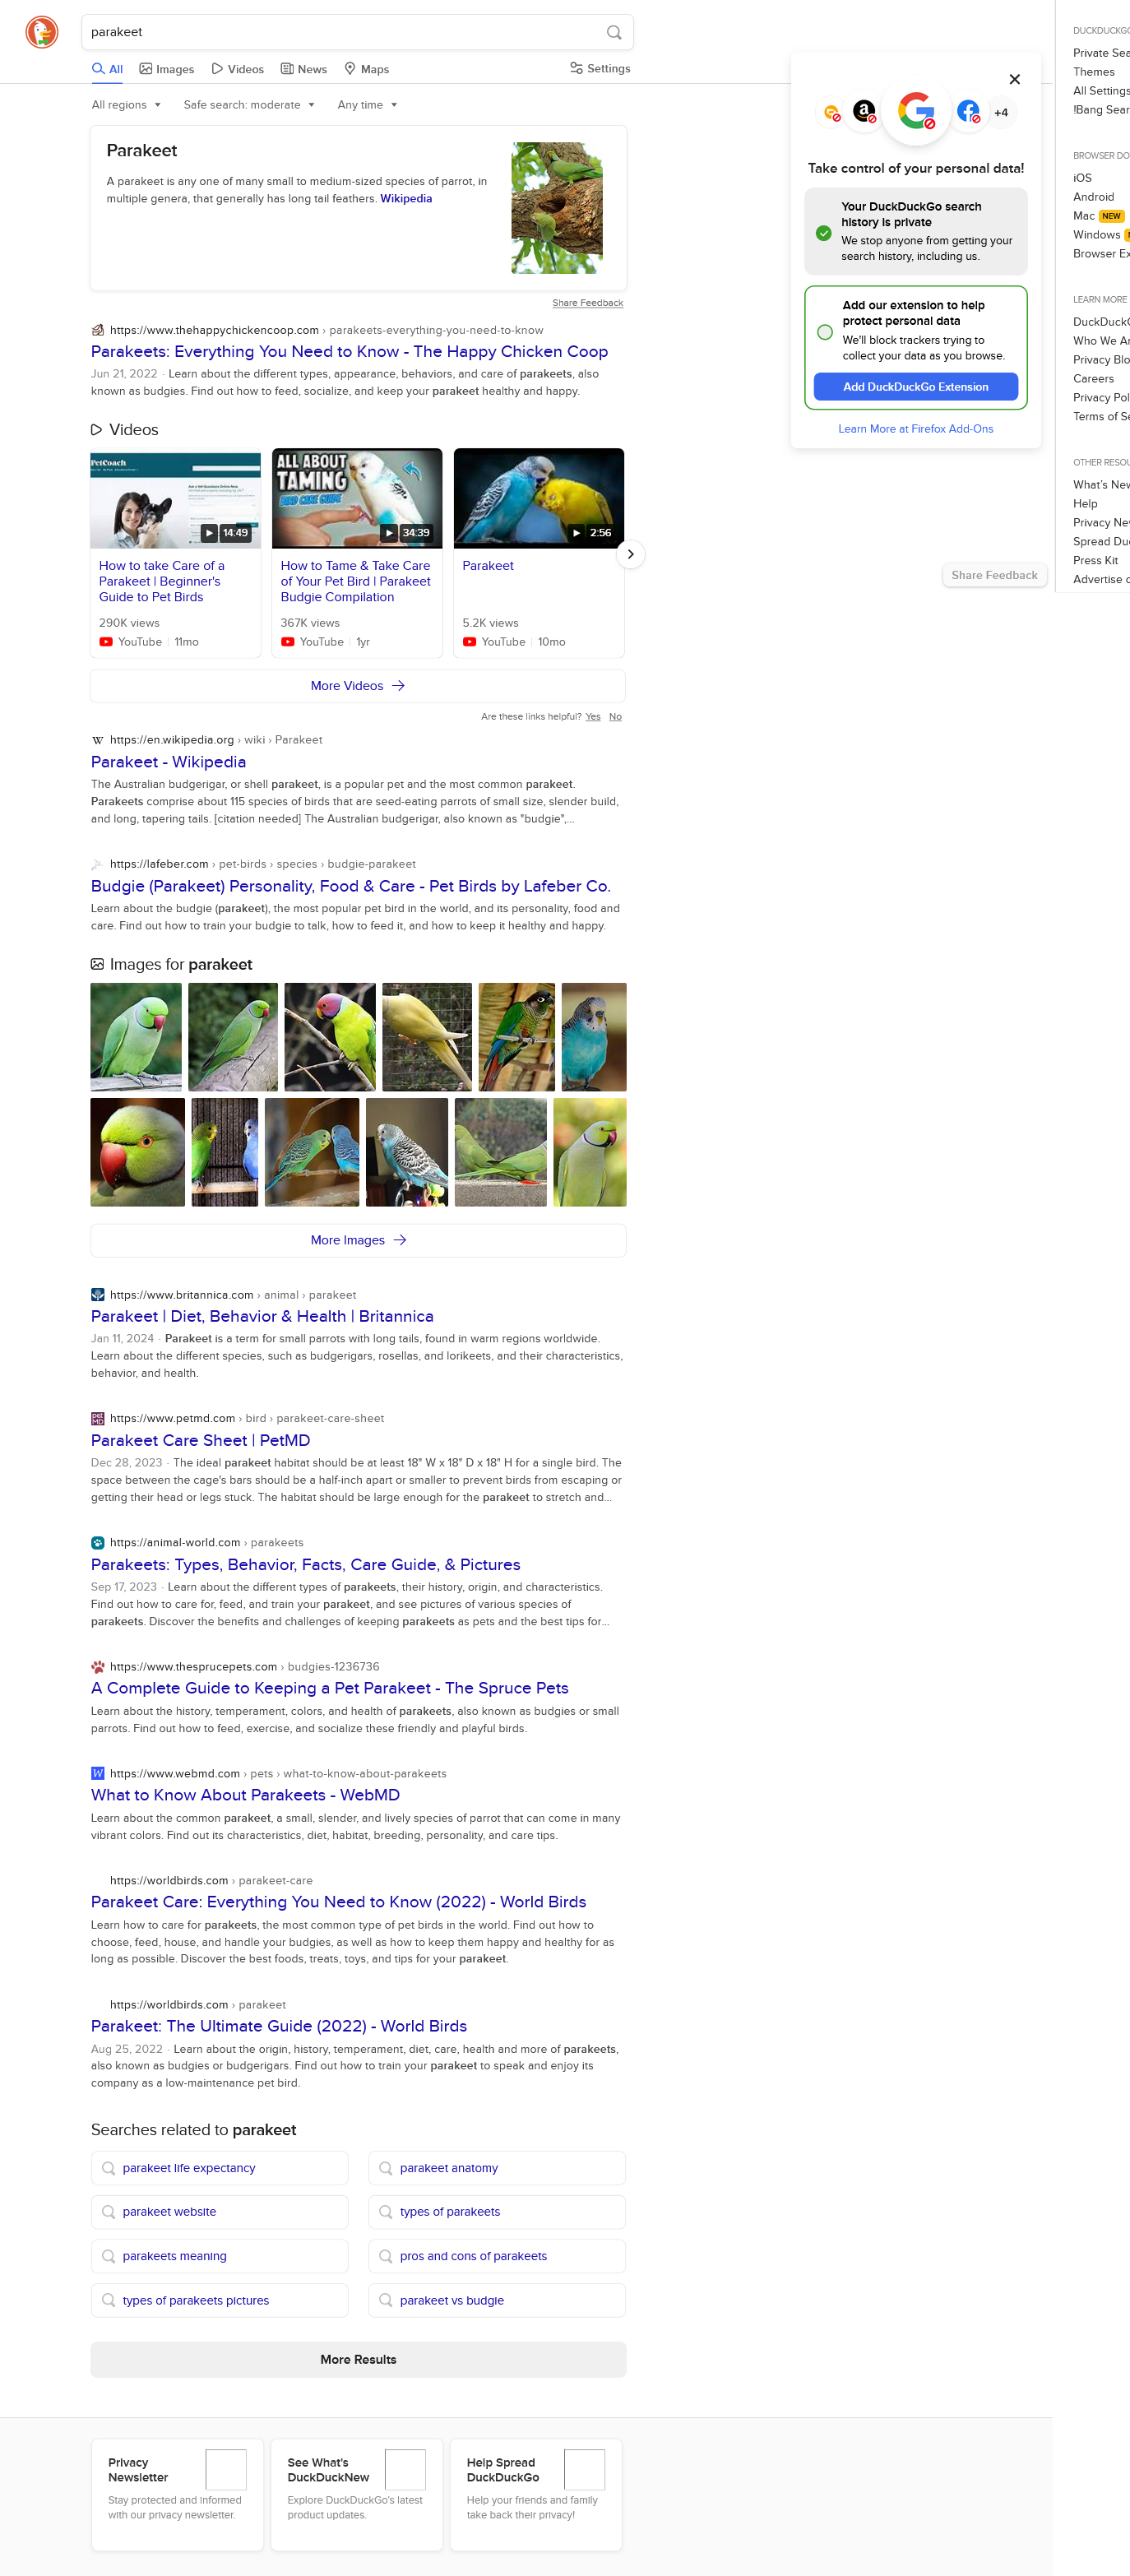 parakeet
All
Images
Videos
News
Maps
Settings
All regions
Safe search: moderate
Any time
Parakeet
A parakeet is any one of many small to medium-sized species of parrot, in
multiple genera, that generally has long tail feathers. Wikipedia
Share Feedback
https://www.thehappychickencoop.com › parakeets-everything-you-need-to-know
Parakeets: Everything You Need to Know - The Happy Chicken Coop
Jun 21, 2022 · Learn about the different types, appearance, behaviors, and care of parakeets, also
known as budgies. Find out how to feed, socialize, and keep your parakeet healthy and happy.
Videos
PetCoach
14:49
How to take Care of a
Parakeet | Beginner's
Guide to Pet Birds
290K views
YouTube | 11mo
ALL ABOUT
TAMING
BIRD CARE GUIDE
34:39
How to Tame & Take Care
of Your Pet Bird | Parakeet
Budgie Compilation
367K views
YouTube | 1yr
2:56
Parakeet
5.2K views
YouTube | 10mo
More Videos
Are these links helpful? Yes No
https://en.wikipedia.org › wiki › Parakeet
Parakeet - Wikipedia
The Australian budgerigar, or shell parakeet, is a popular pet and the most common parakeet.
Parakeets comprise about 115 species of birds that are seed-eating parrots of small size, slender build,
and long, tapering tails. [citation needed] The Australian budgerigar, also known as "budgie",...
https://lafeber.com › pet-birds › species › budgie-parakeet
Budgie (Parakeet) Personality, Food & Care - Pet Birds by Lafeber Co.
Learn about the budgie (parakeet), the most popular pet bird in the world, and its personality, food and
care. Find out how to train your budgie to talk, how to feed it, and how to keep it healthy and happy.
Images for parakeet
More Images
https://www.britannica.com › animal › parakeet
Parakeet | Diet, Behavior & Health | Britannica
Jan 11, 2024 · Parakeet is a term for small parrots with long tails, found in warm regions worldwide.
Learn about the different species, such as budgerigars, rosellas, and lorikeets, and their characteristics,
behavior, and health.
https://www.petmd.com › bird › parakeet-care-sheet
Parakeet Care Sheet | PetMD
Dec 28, 2023 · The ideal parakeet habitat should be at least 18" W x 18" D x 18" H for a single bird. The
space between the cage's bars should be a half-inch apart or smaller to prevent birds from escaping or
getting their head or legs stuck. The habitat should be large enough for the parakeet to stretch and...
https://animal-world.com › parakeets
Parakeets: Types, Behavior, Facts, Care Guide, & Pictures
Sep 17, 2023 · Learn about the different types of parakeets, their history, origin, and characteristics.
Find out how to care for, feed, and train your parakeet, and see pictures of various species of
parakeets. Discover the benefits and challenges of keeping parakeets as pets and the best tips for...
https://www.thesprucepets.com › budgies-1236736
A Complete Guide to Keeping a Pet Parakeet - The Spruce Pets
Learn about the history, temperament, colors, and health of parakeets, also known as budgies or small
parrots. Find out how to feed, exercise, and socialize these friendly and playful birds.
https://www.webmd.com › pets › what-to-know-about-parakeets
What to Know About Parakeets - WebMD
Learn about the common parakeet, a small, slender, and lively species of parrot that can come in many
vibrant colors. Find out its characteristics, diet, habitat, breeding, personality, and care tips.
https://worldbirds.com › parakeet-care
Parakeet Care: Everything You Need to Know (2022) - World Birds
Learn how to care for parakeets, the most common type of pet birds in the world. Find out how to
choose, feed, house, and handle your budgies, as well as how to keep them happy and healthy for as
long as possible. Discover the best foods, treats, toys, and tips for your parakeet.
https://worldbirds.com › parakeet
Parakeet: The Ultimate Guide (2022) - World Birds
Aug 25, 2022 · Learn about the origin, history, temperament, diet, care, health and more of parakeets,
also known as budgies or budgerigars. Find out how to train your parakeet to speak and enjoy its
company as a low-maintenance pet bird.
Searches related to parakeet
parakeet life expectancy
parakeet anatomy
parakeet website
types of parakeets
parakeets meaning
pros and cons of parakeets
types of parakeets pictures
parakeet vs budgie
More Results
Privacy
Newsletter
Stay protected and informed
with our privacy newsletter.
See What's
DuckDuckNew
Explore DuckDuckGo's latest
product updates.
Help Spread
DuckDuckGo
Help your friends and family
take back their privacy!
+4
Take control of your personal data!
Your DuckDuckGo search
history is private
We stop anyone from getting your
search history, including us.
Add our extension to help
protect personal data
We'll block trackers trying to
collect your data as you browse.
Add DuckDuckGo Extension
Learn More at Firefox Add-Ons
Share Feedback
DUCKDUCKGO
Private Sea
Themes
All Settings
!Bang Sear
BROWSER DO
iOS
Android
Mac NEW
Windows
Browser Ex
LEARN MORE
DuckDuckG
Who We Ar
Privacy Blo
Careers
Privacy Pol
Terms of Se
OTHER RESOU
What's New
Help
Privacy Nev
Spread Duc
Press Kit
Advertise o